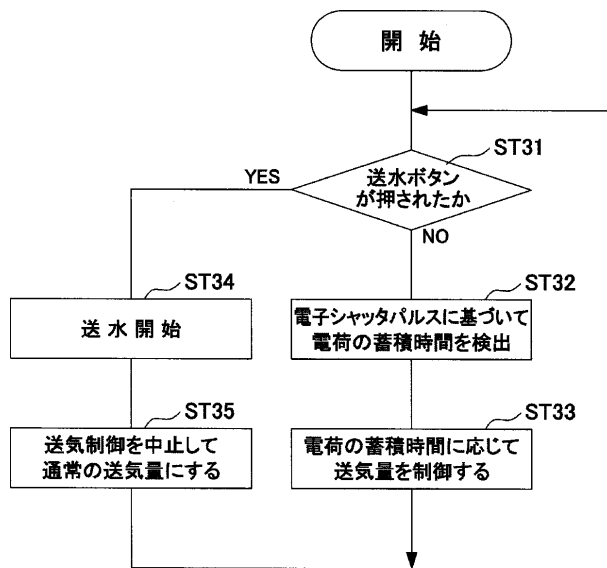 開 始
ST31
送水ボタン
が押されたか
YES
NO
ST34
送 水 開 始
ST32
電子シャッタパルスに基づいて
電荷の蓄積時間を検出
ST35
送気制御を中止して
通常の送気量にする
ST33
電荷の蓄積時間に応じて
送気量を制御する